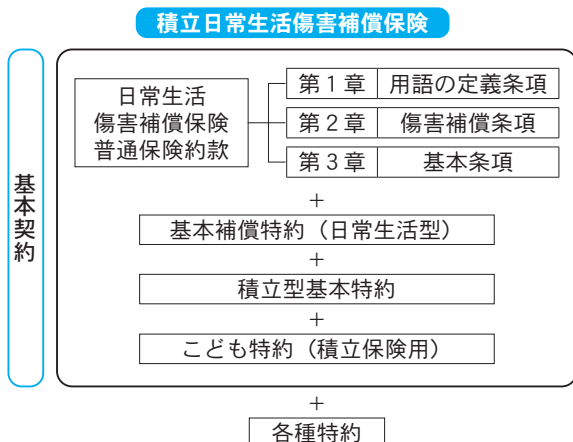 積立日常生活傷害補償保険
基本契約
日常生活
傷害補償保険
普通保険約款
第1章 用語の定義条項
第2章 傷害補償条項
第3章 基本条項
+
基本補償特約（日常生活型）
+
積立型基本特約
+
こども特約（積立保険用）
+
各種特約